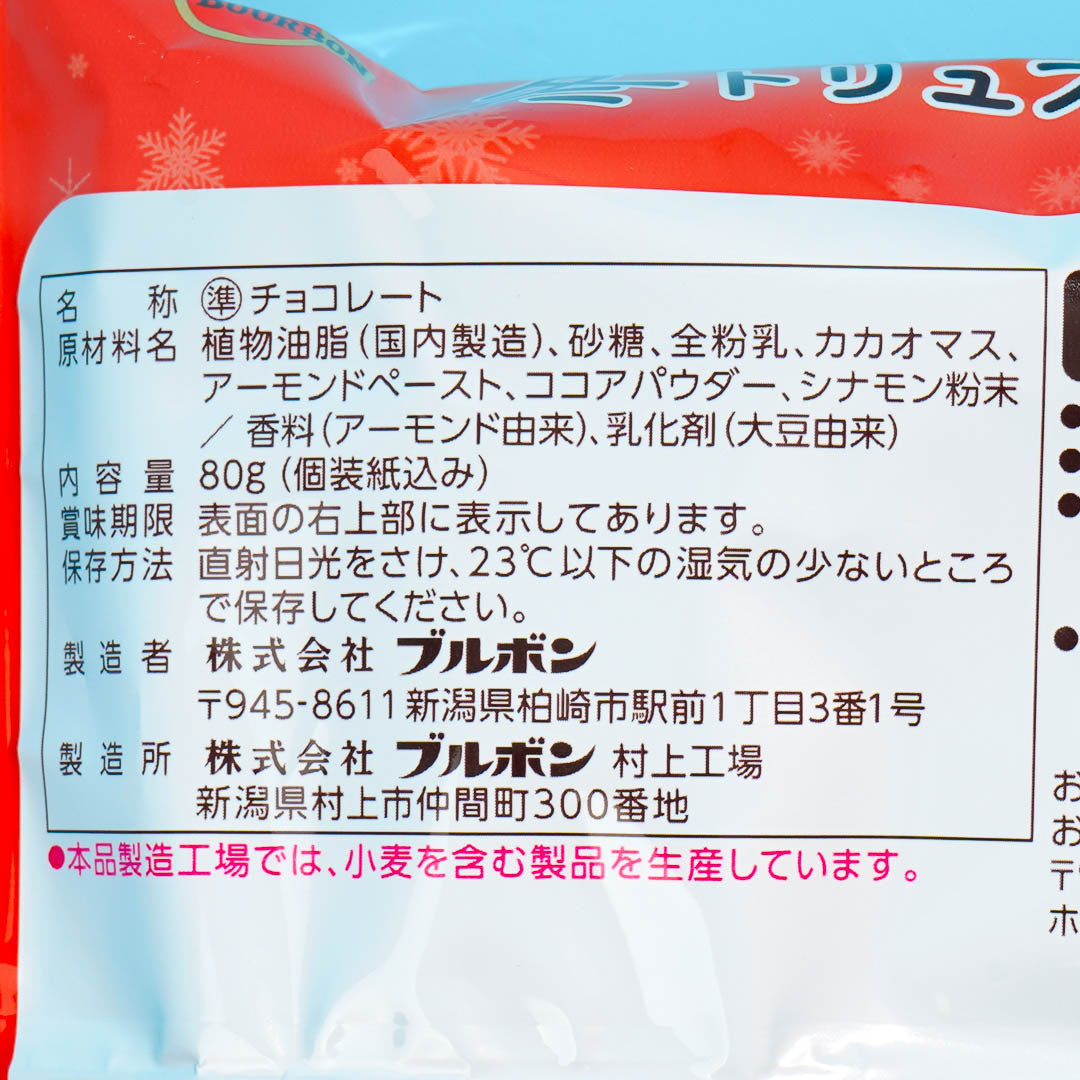 BOURBON
トリュフ
名称 ㊟チョコレート
原材料名 植物油脂(国内製造)、砂糖、全粉乳、カカオマス、
アーモンドペースト、ココアパウダー、シナモン粉末
/香料(アーモンド由来)、乳化剤(大豆由来)
内容量 80g(個装紙込み)
賞味期限 表面の右上部に表示してあります。
保存方法 直射日光をさけ、23℃以下の湿気の少ないところ
で保存してください。
製造者 株式会社 ブルボン
〒945-8611新潟県柏崎市駅前1丁目3番1号
製造所 株式会社 ブルボン 村上工場
新潟県村上市仲間町300番地
●本品製造工場では、小麦を含む製品を生産しています。
お
お
〒
ホ